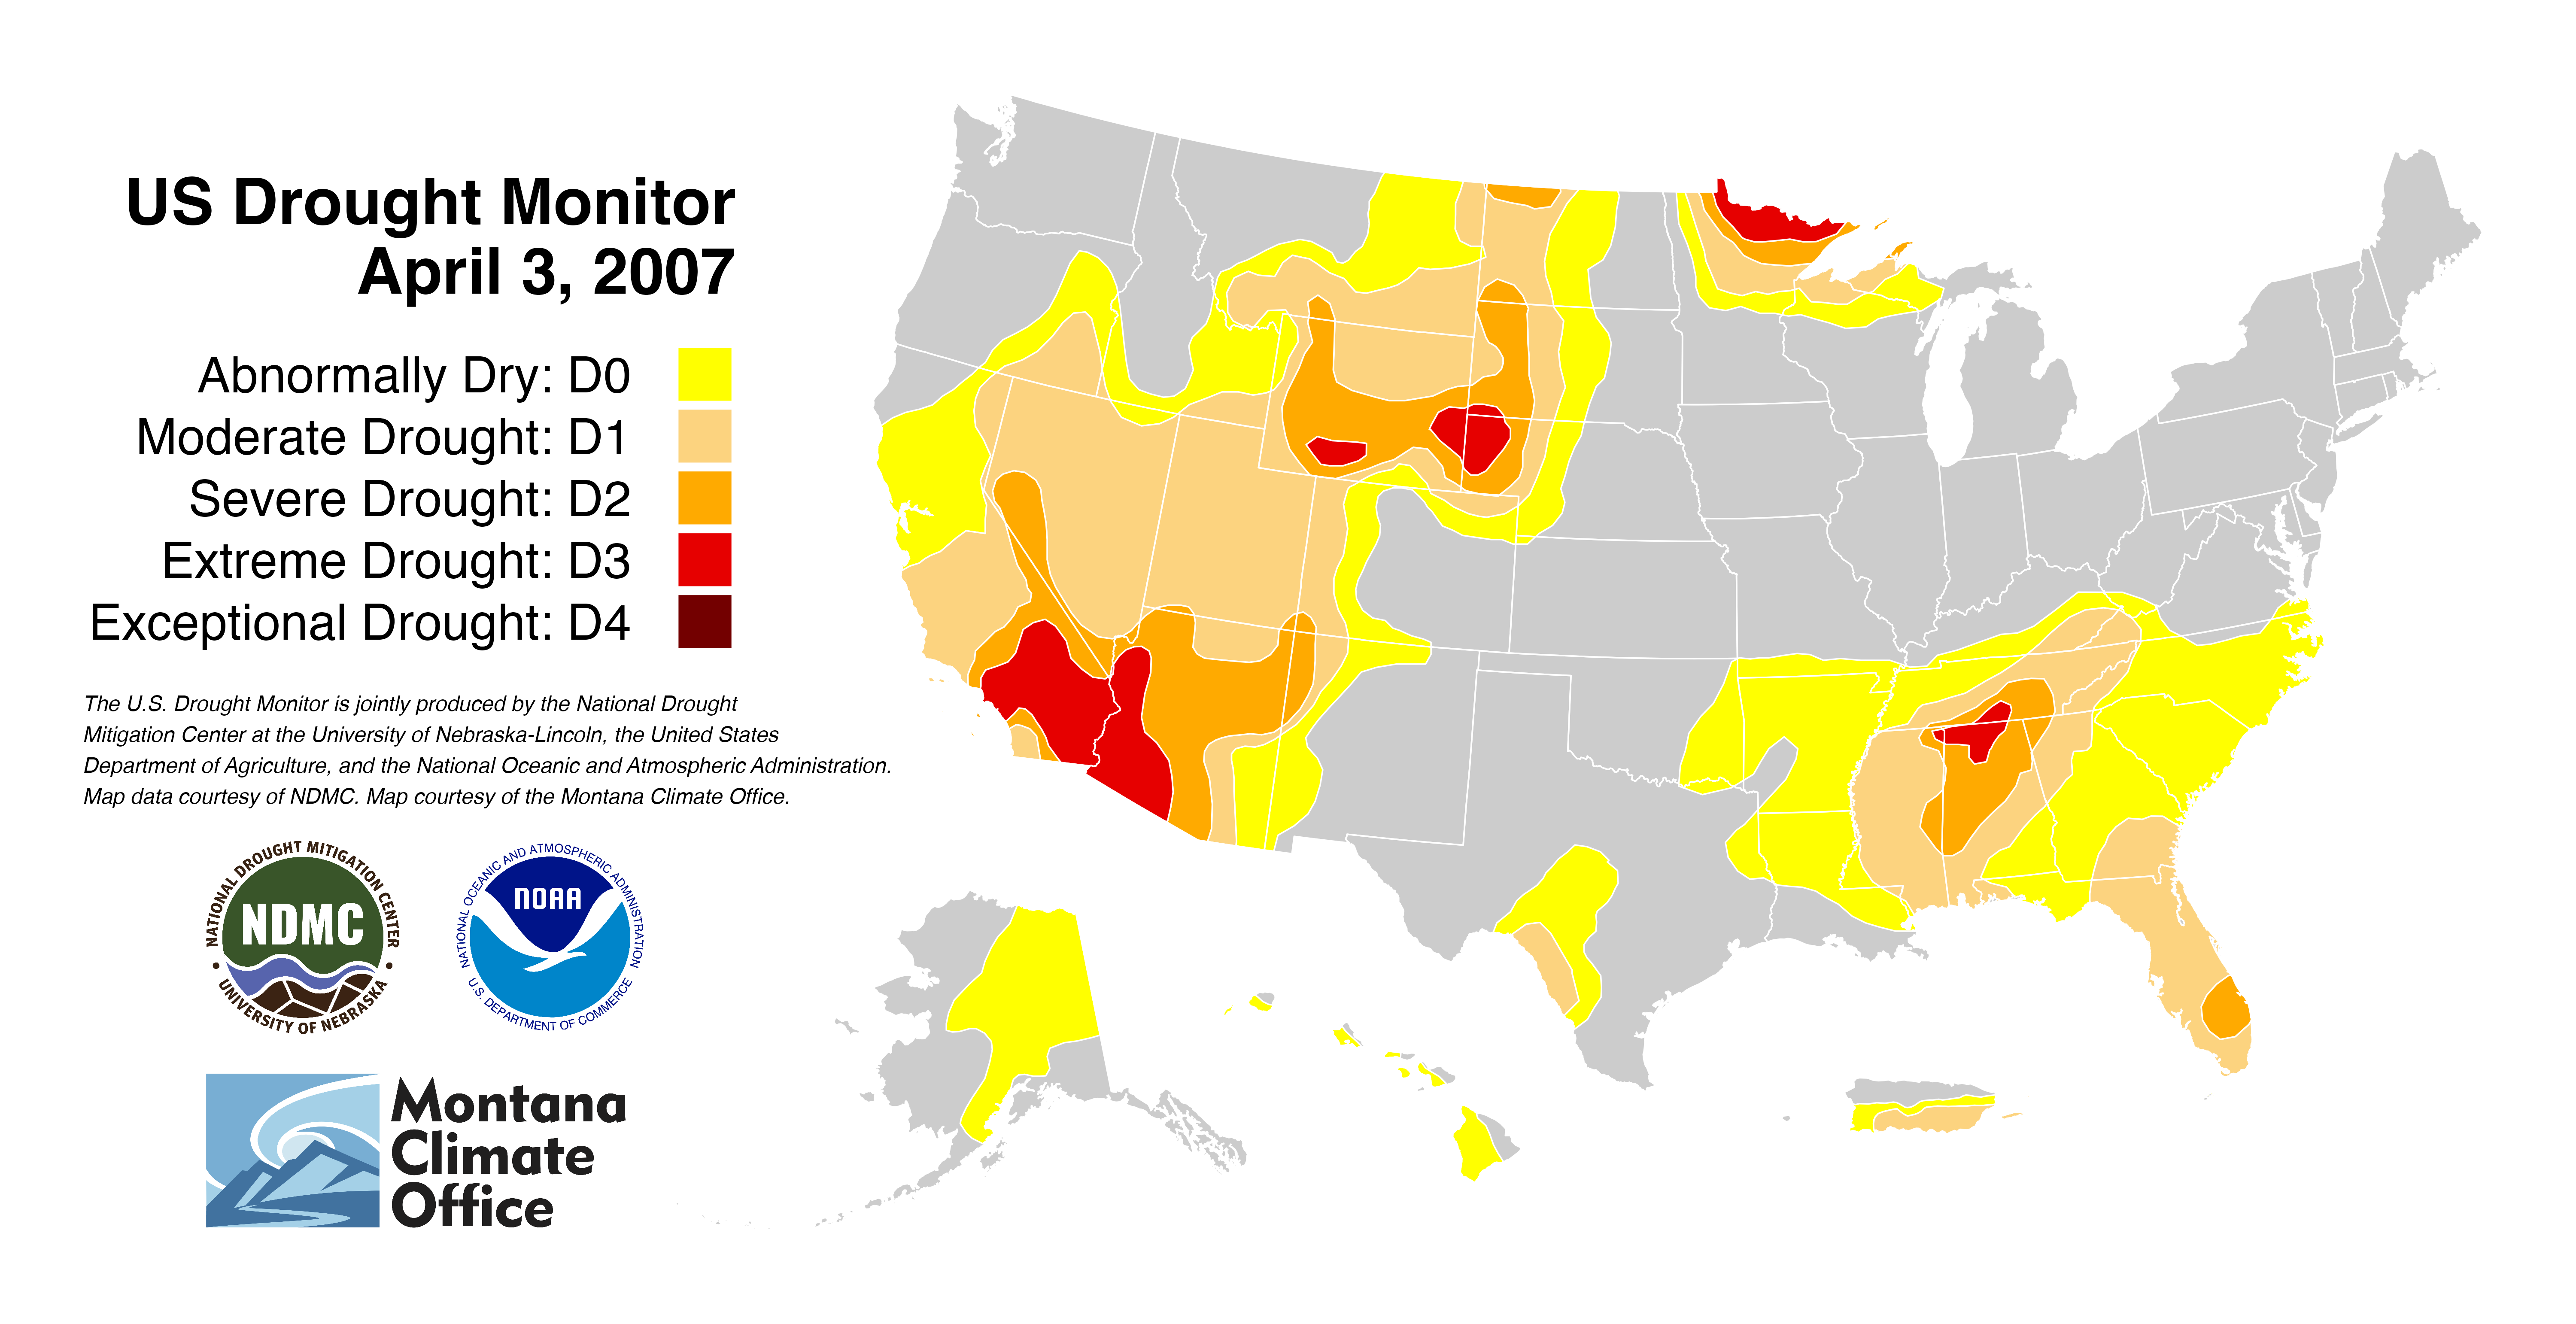 US Drought Monitor
April 3, 2007
Abnormally Dry: D0
Moderate Drought: D1
Severe Drought: D2
Extreme Drought: D3
Exceptional Drought: D4
The U.S. Drought Monitor is jointly produced by the National Drought
Mitigation Center at the University of Nebraska-Lincoln, the United States
Department of Agriculture, and the National Oceanic and Atmospheric Administration.
Map data courtesy of NDMC. Map courtesy of the Montana Climate Office.
NATIONAL DROUGHT MITIGATION CENTER
NDMC
• UNIVERSITY OF NEBRASKA •
NATIONAL OCEANIC AND ATMOSPHERIC ADMINISTRATION
NOAA
U.S. DEPARTMENT OF COMMERCE
Montana
Climate
Office